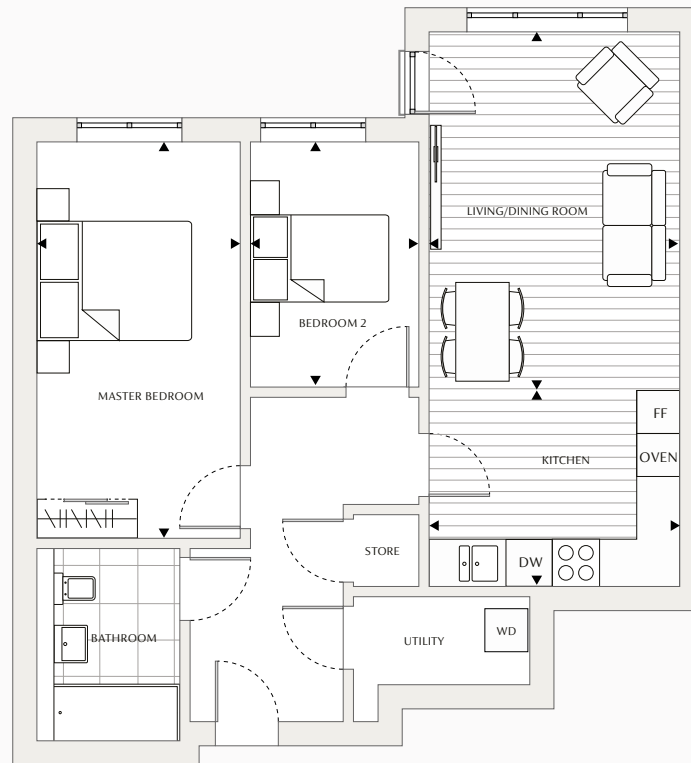 LIVING/DINING ROOM
BEDROOM 2
MASTER BEDROOM
FF
OVEN
KITCHEN
STORE
DW
BATHROOM
UTILITY
WD